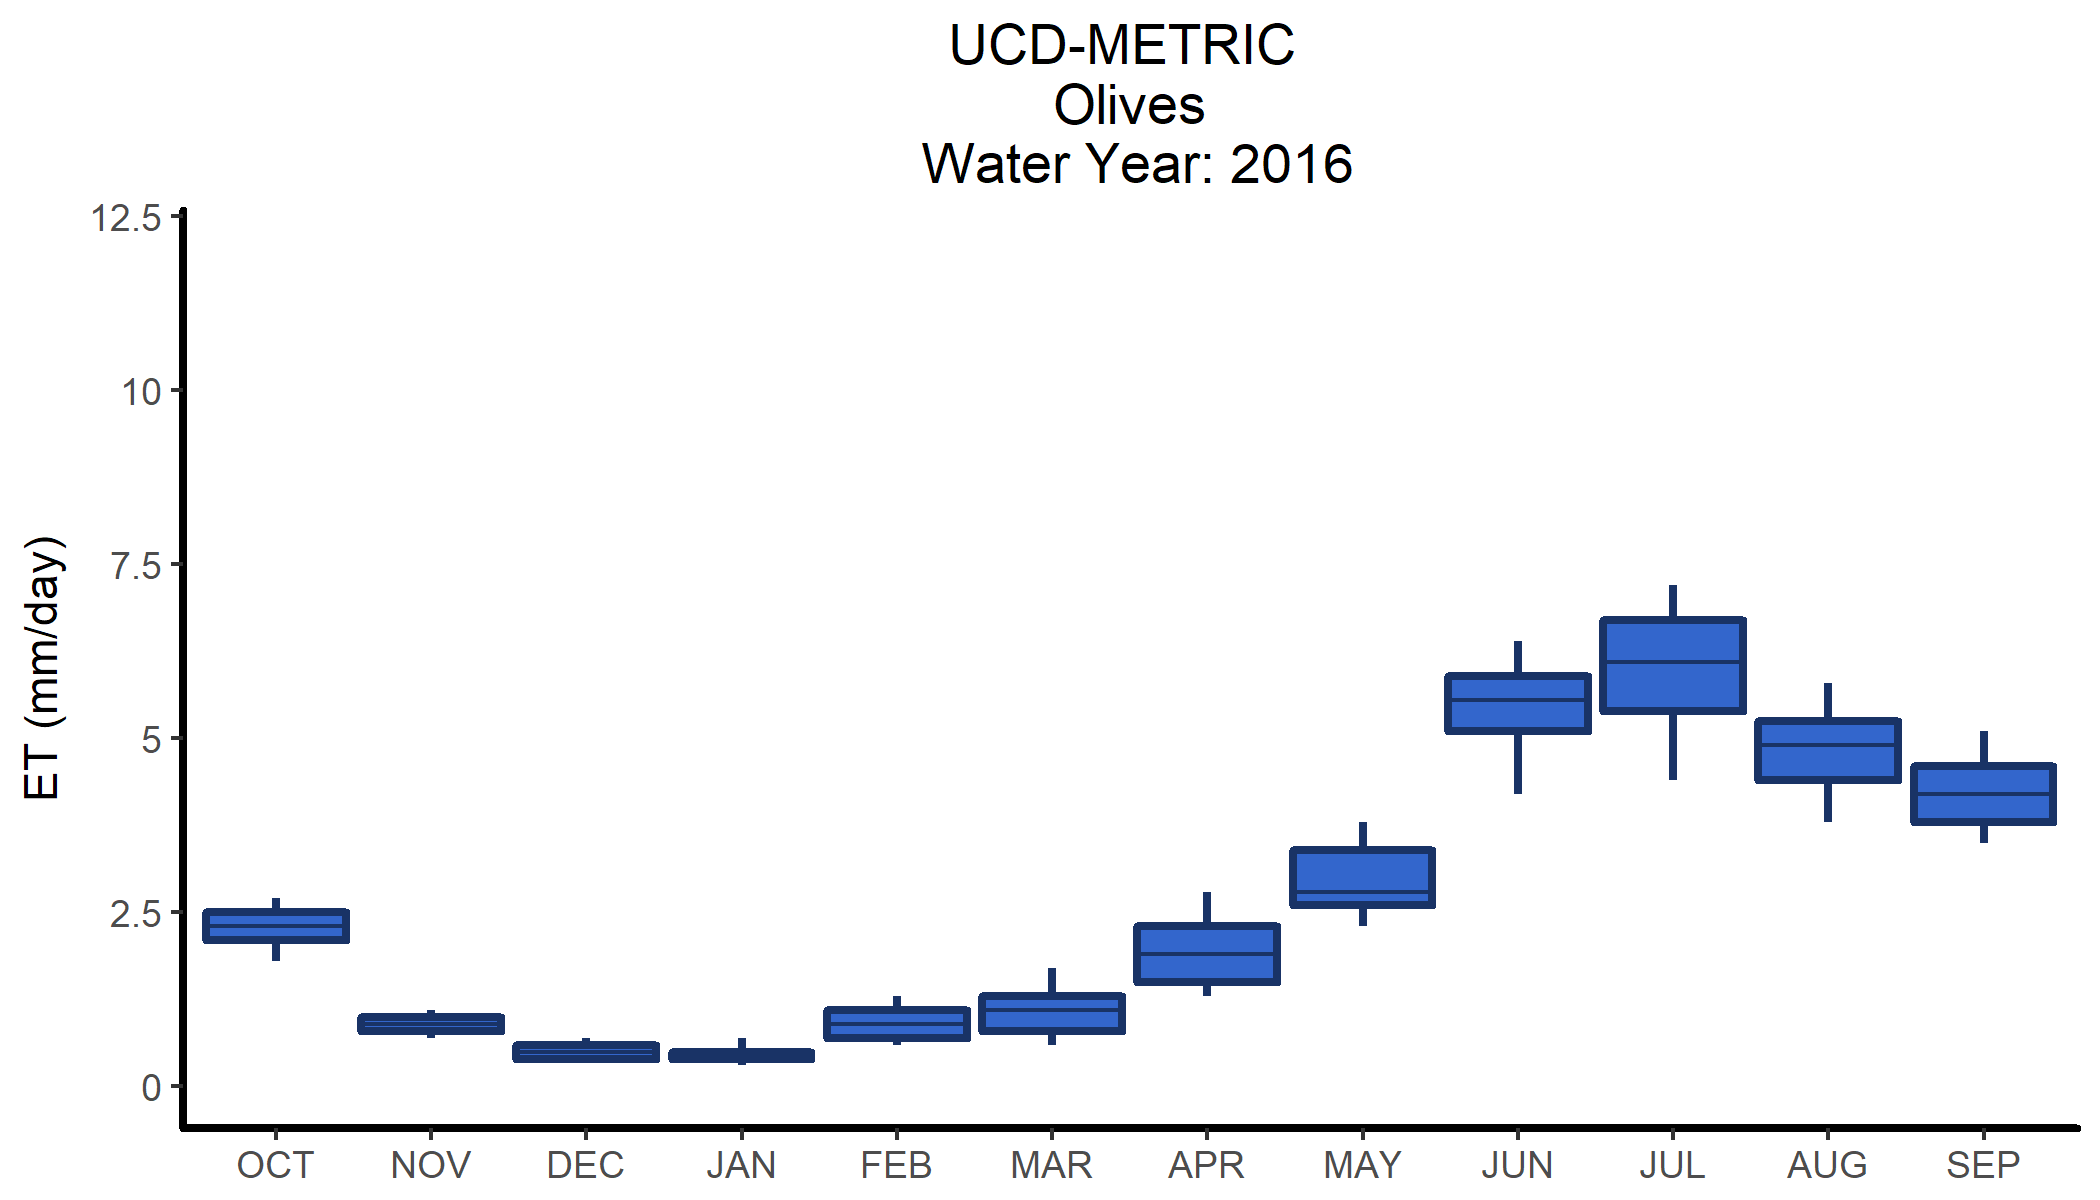 UCD-METRIC
Olives
Water Year: 2016
12.5
10
7.5
5
2.5
0
ET (mm/day)
OCT NOV DEC JAN FEB MAR APR MAY JUN JUL AUG SEP